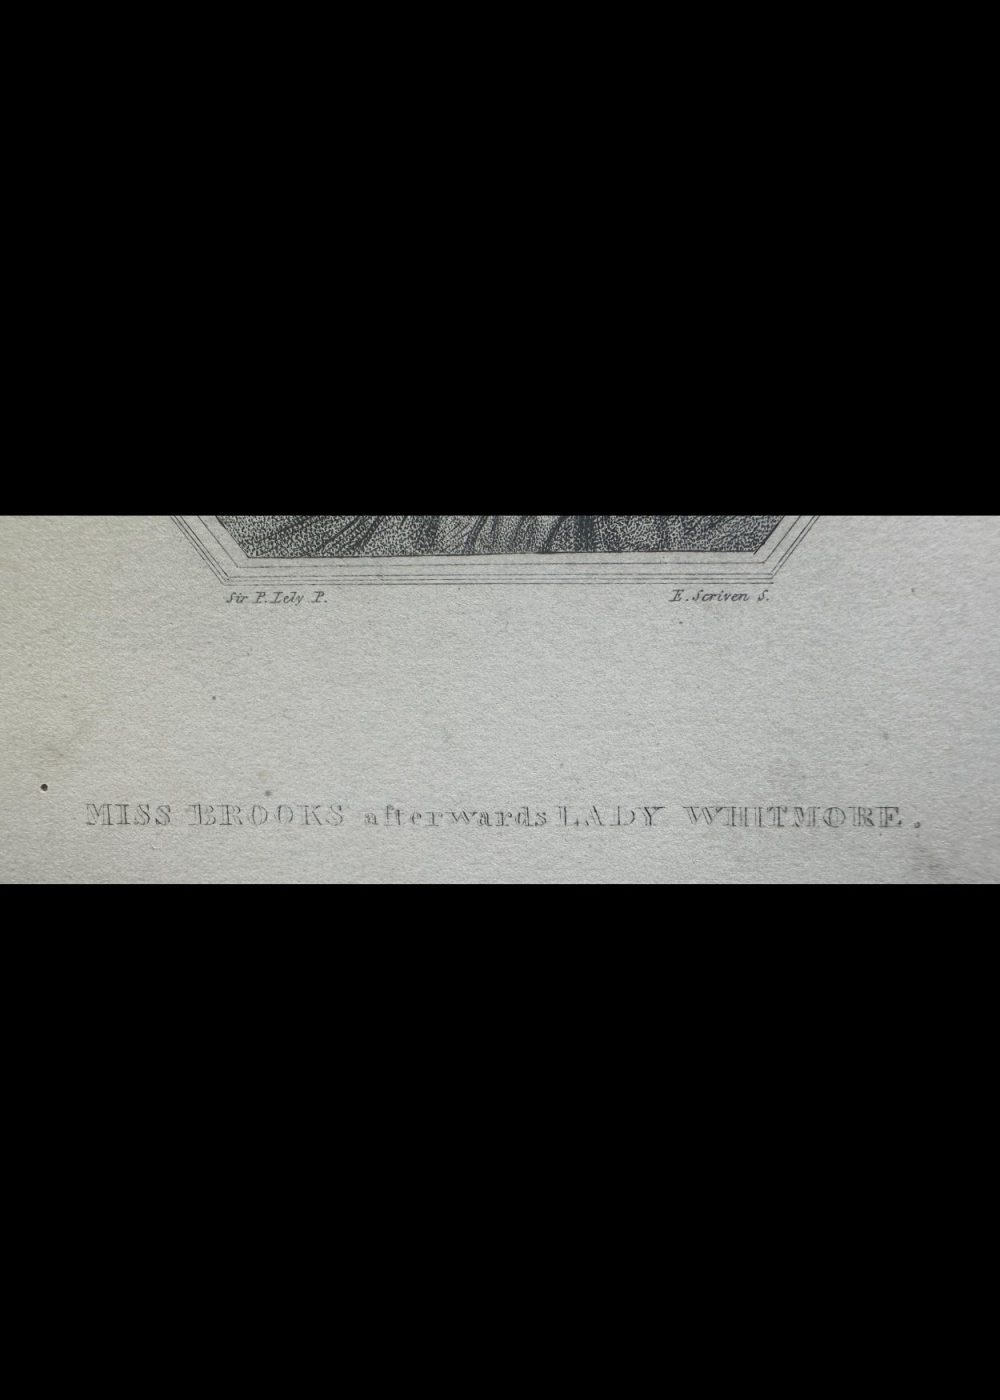 Sir P. Lely P.
E. Scriven S.
MISS BROOKS afterwards LADY WHITMORE.